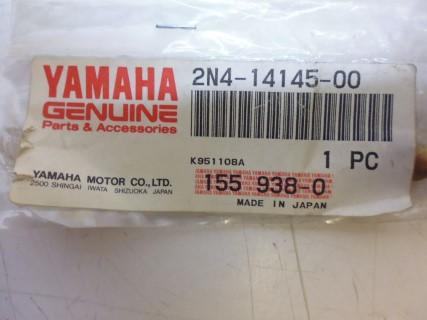 YAMAHA
GENUINE
Parts & Accessories
2N4-14145-00
K95110BA
1 PC
YAMAHA MOTOR CO., LTD.
2500 SHINGAI IWATA SHIZUOKA JAPAN
155 938-0
MADE IN JAPAN